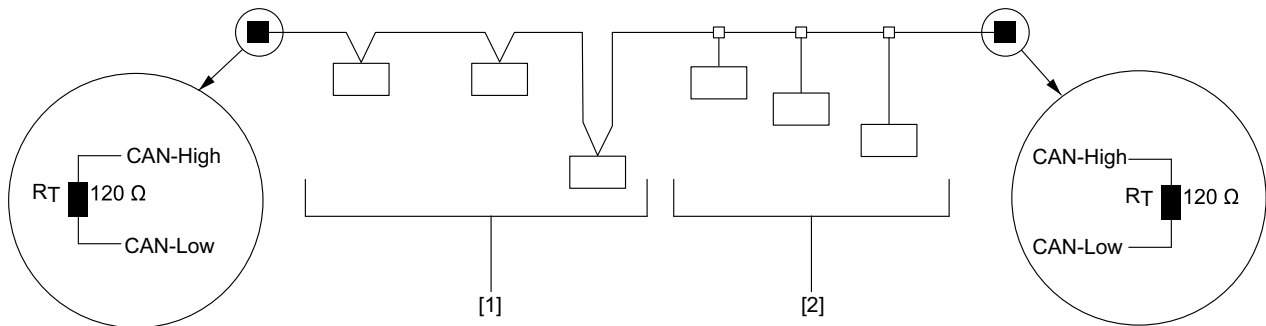 CAN-High
RT 120 Ω
CAN-Low
CAN-High
RT 120 Ω
CAN-Low
[1]
[2]